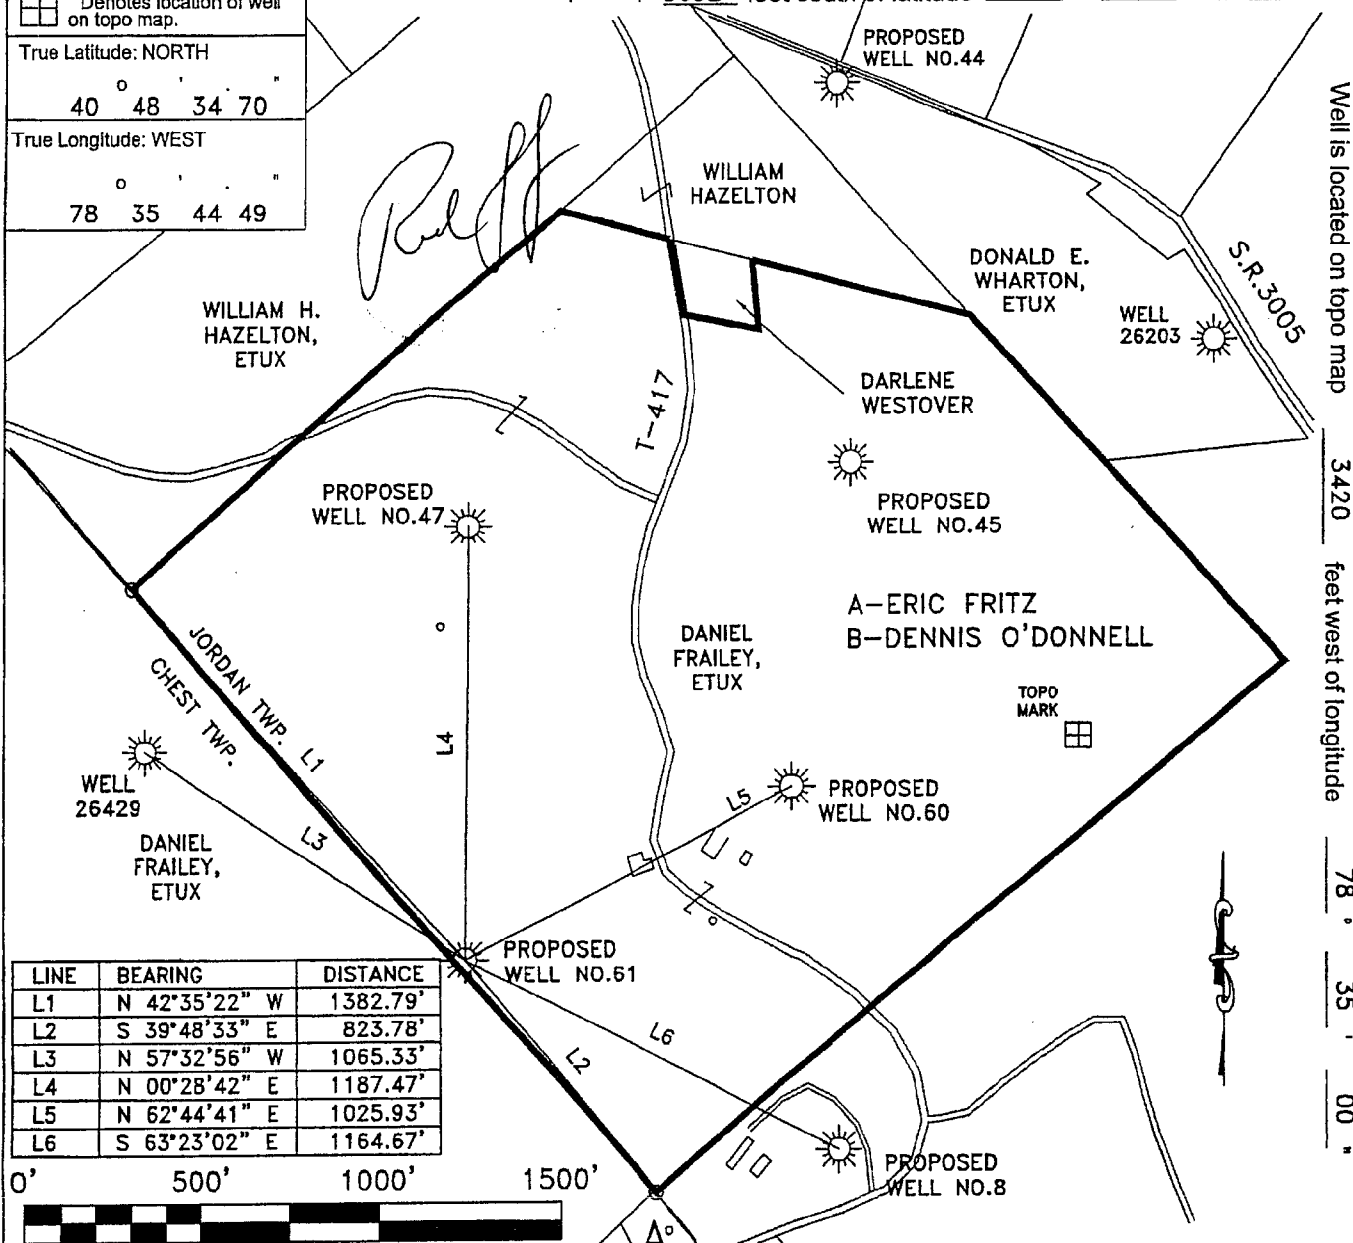 Denotes location of well
on topo map.
feet south of latitude
True Latitude: NORTH
o ' . "
40 48 34 70
True Longitude: WEST
o ' . "
78 35 44 49
PROPOSED
WELL NO.44
WILLIAM
HAZELTON
DONALD E.
WHARTON,
ETUX
S.R.3005
WELL
26203
WILLIAM H.
HAZELTON,
ETUX
DARLENE
WESTOVER
T-417
PROPOSED
WELL NO.47
PROPOSED
WELL NO.45
A-ERIC FRITZ
B-DENNIS O'DONNELL
DANIEL
FRAILEY,
ETUX
TOPO
MARK
JORDAN TWP.
CHEST TWP.
L1
L4
WELL
26429
L3
DANIEL
FRAILEY,
ETUX
L5
PROPOSED
WELL NO.60
PROPOSED
WELL NO.61
L6
L2
PROPOSED
WELL NO.8
LINE BEARING DISTANCE
L1 N 42°35'22" W 1382.79'
L2 S 39°48'33" E 823.78'
L3 N 57°32'56" W 1065.33'
L4 N 00°28'42" E 1187.47'
L5 N 62°44'41" E 1025.93'
L6 S 63°23'02" E 1164.67'
0' 500' 1000' 1500'
A
Well is located on topo map 3420 feet west of longitude 78 ° 35 ' 00 "